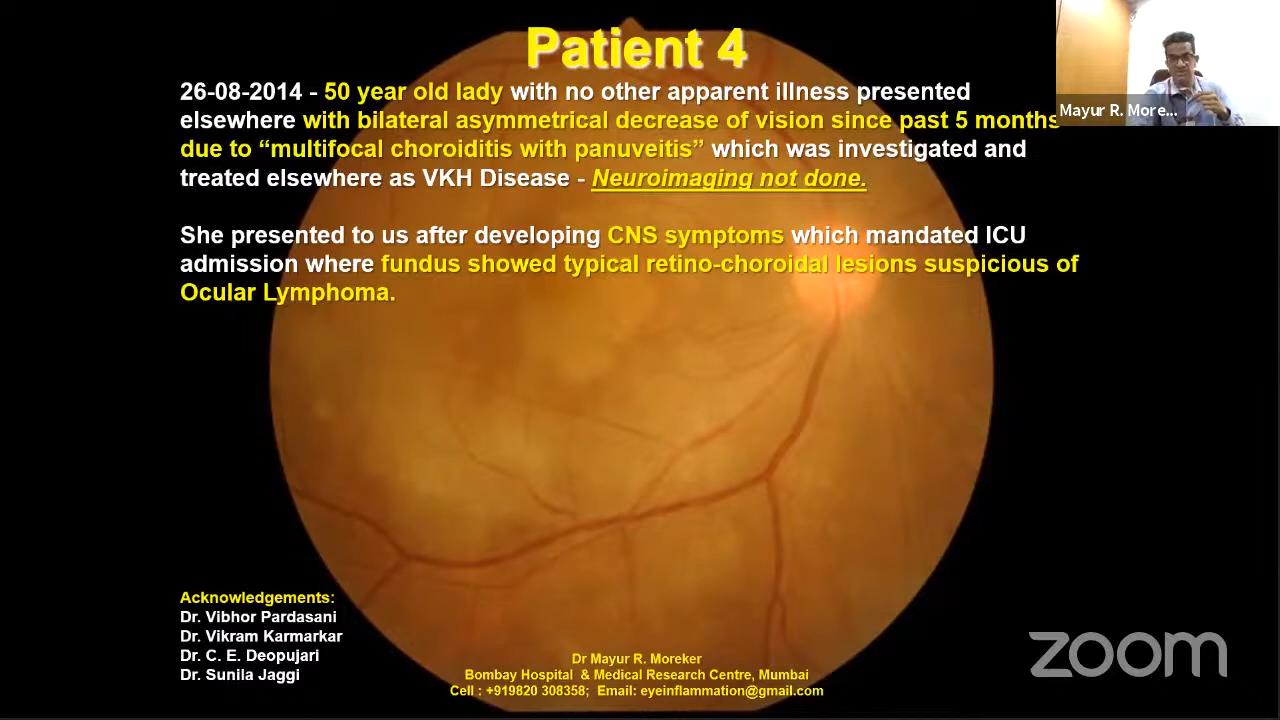 Patient 4
26-08-2014 - 50 year old lady with no other apparent illness presented
elsewhere with bilateral asymmetrical decrease of vision since past 5 months
due to “multifocal choroiditis with panuveitis” which was investigated and
treated elsewhere as VKH Disease - Neuroimaging not done.
She presented to us after developing CNS symptoms which mandated ICU
admission where fundus showed typical retino-choroidal lesions suspicious of
Ocular Lymphoma.
Mayur R. More...
Acknowledgements:
Dr. Vibhor Pardasani
Dr. Vikram Karmarkar
Dr. C. E. Deopujari
Dr. Sunila Jaggi
Dr Mayur R. Moreker
Bombay Hospital & Medical Research Centre, Mumbai
Cell : +919820 308358; Email: eyeinflammation@gmail.com
zoom